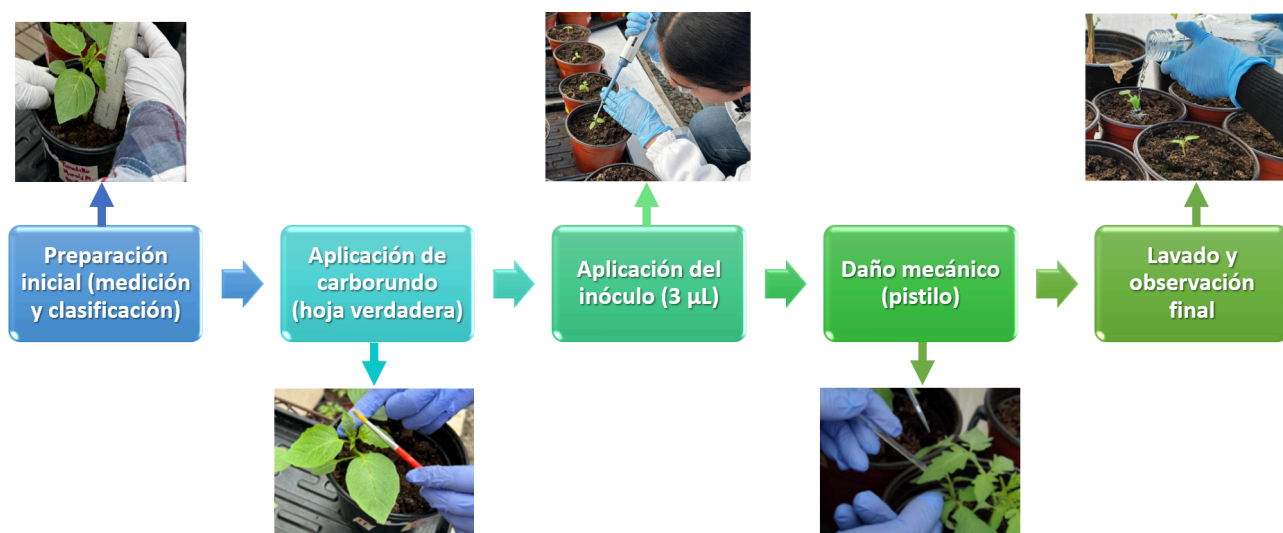 Preparación
inicial (medición
y clasificación)
Aplicación de
carborundo
(hoja verdadera)
Aplicación del
inóculo (3 µL)
Daño mecánico
(pistilo)
Lavado y
observación
final